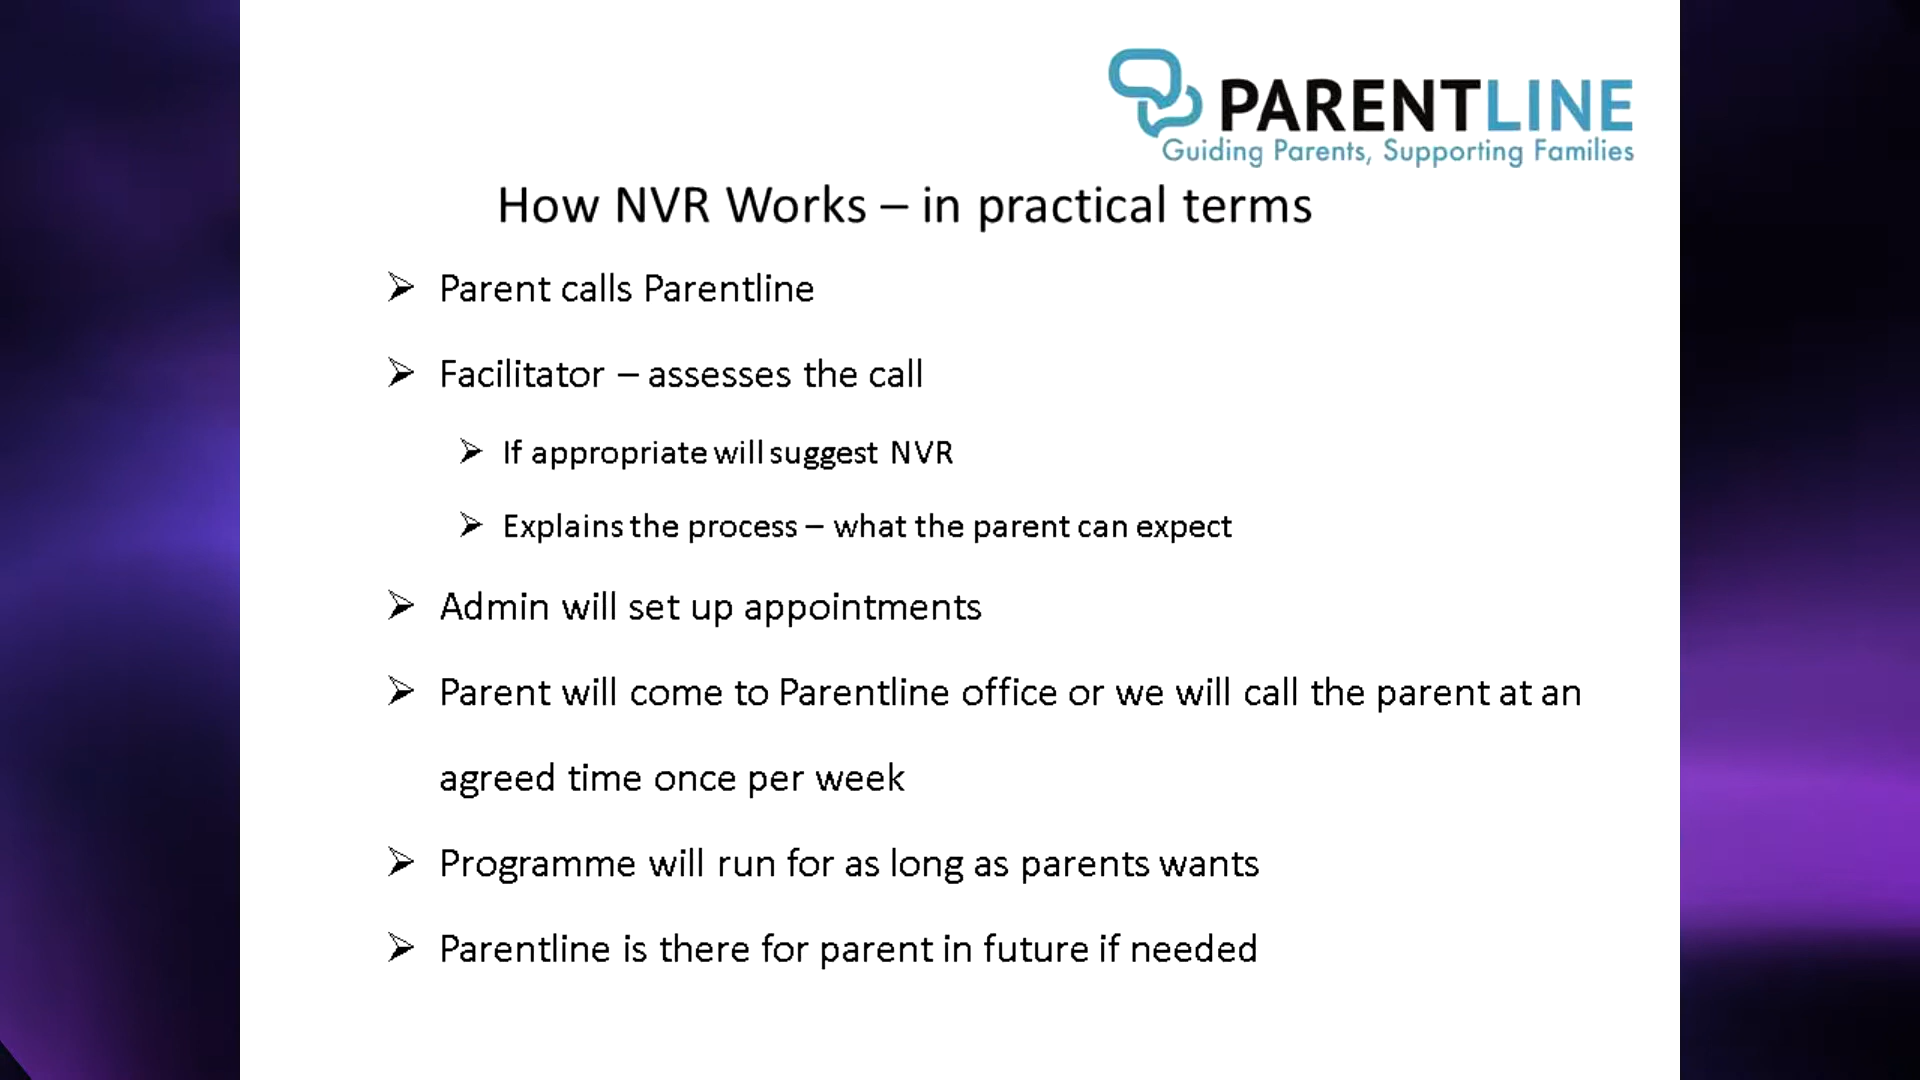 PARENTLINE
Guiding Parents, Supporting Families
How NVR Works – in practical terms
Parent calls Parentline
Facilitator – assesses the call
If appropriate will suggest NVR
Explains the process – what the parent can expect
Admin will set up appointments
Parent will come to Parentline office or we will call the parent at an
agreed time once per week
Programme will run for as long as parents wants
Parentline is there for parent in future if needed